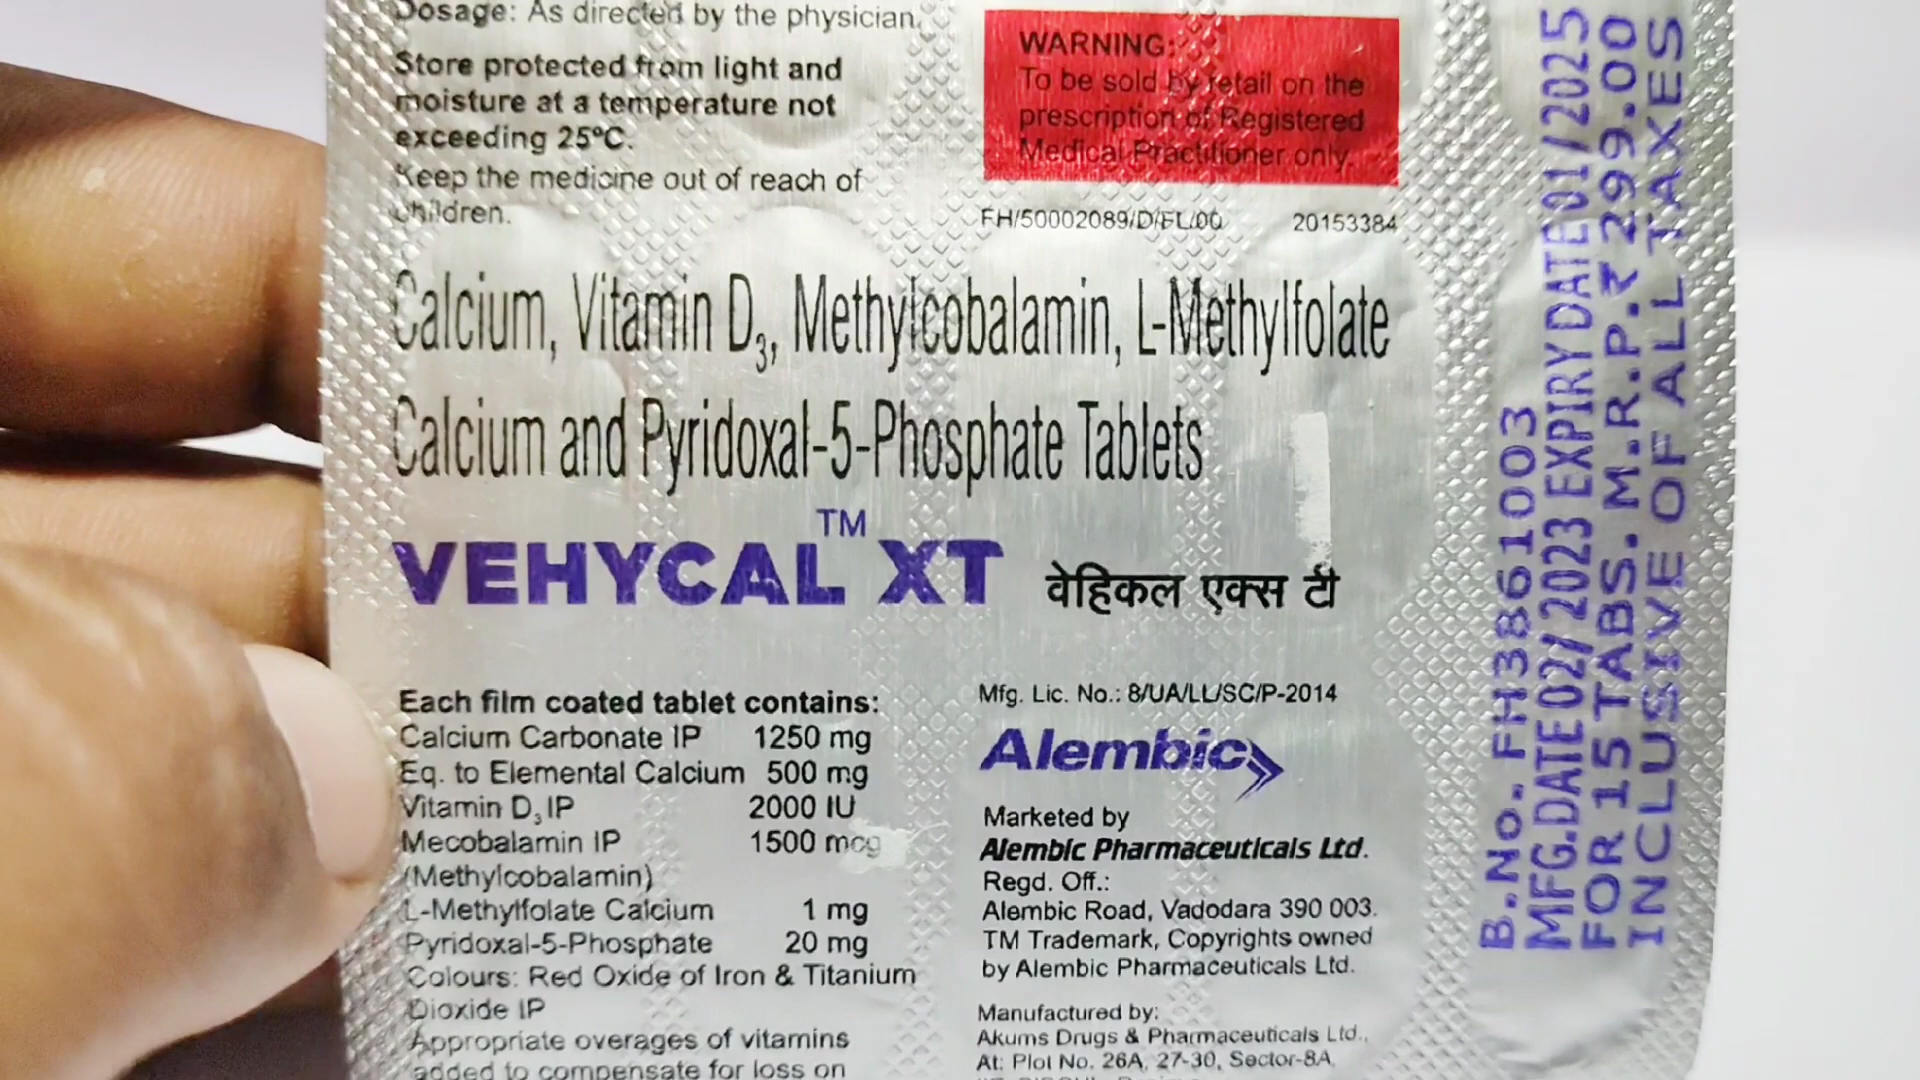 Dosage: As directed by the physician.
Store protected from light and
moisture at a temperature not
exceeding 25°C.
Keep the medicine out of reach of
children.
WARNING:
To be sold by retail on the
prescription of Registered
Medical Practitioner only.
FH/50002089/D/FL/00 20153384
Calcium, Vitamin D3, Methylcobalamin, L-Methylfolate
Calcium and Pyridoxal-5-Phosphate Tablets
VEHYCAL™ XT वेहिकल एक्स टी
Each film coated tablet contains:
Calcium Carbonate IP 1250 mg
Eq. to Elemental Calcium 500 mg
Vitamin D3 IP 2000 IU
Mecobalamin IP 1500 mcg
(Methylcobalamin)
L-Methylfolate Calcium 1 mg
Pyridoxal-5-Phosphate 20 mg
Colours: Red Oxide of Iron & Titanium
Dioxide IP
Appropriate overages of vitamins
added to compensate for loss on
Mfg. Lic. No.: 8/UA/LL/SC/P-2014
Alembic
Marketed by
Alembic Pharmaceuticals Ltd.
Regd. Off.:
Alembic Road, Vadodara 390 003.
TM Trademark, Copyrights owned
by Alembic Pharmaceuticals Ltd.
Manufactured by:
Akums Drugs & Pharmaceuticals Ltd.,
At: Plot No. 26A, 27-30, Sector-8A,
B.No. FH3861003
MFG.DATE 02/2023 EXPIRY DATE 01/2025
FOR 15 TABS. M.R.P.₹ 299.00
INCLUSIVE OF ALL TAXES